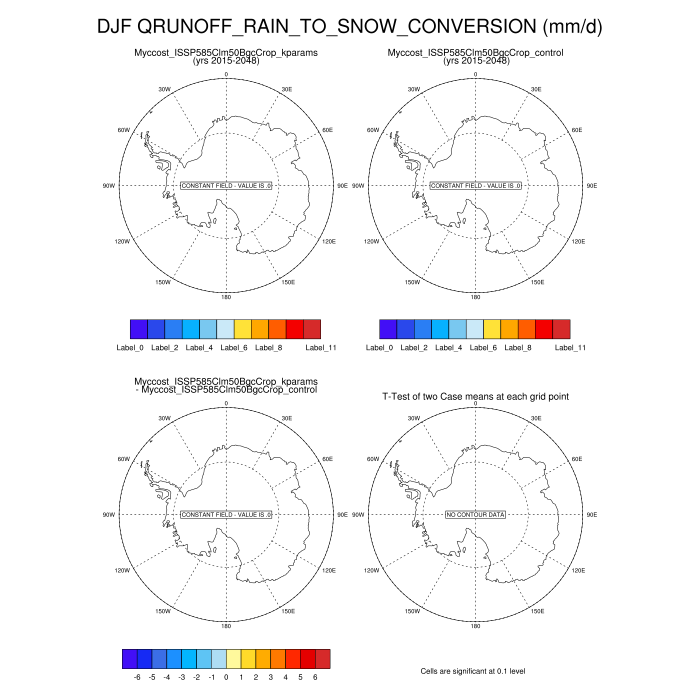 DJF QRUNOFF_RAIN_TO_SNOW_CONVERSION (mm/d)
Myccost_ISSP585Clm50BgcCrop_kparams
(yrs 2015-2048)
0
30W 30E
60W 60E
90W CONSTANT FIELD - VALUE IS .0 90E
120W 120E
150W 150E
180
Label_0 Label_2 Label_4 Label_6 Label_8 Label_11
Myccost_ISSP585Clm50BgcCrop_control
(yrs 2015-2048)
0
30W 30E
60W 60E
90W CONSTANT FIELD - VALUE IS .0 90E
120W 120E
150W 150E
180
Label_0 Label_2 Label_4 Label_6 Label_8 Label_11
Myccost_ISSP585Clm50BgcCrop_kparams
- Myccost_ISSP585Clm50BgcCrop_control
0
30W 30E
60W 60E
90W CONSTANT FIELD - VALUE IS .0 90E
120W 120E
150W 150E
180
-6 -5 -4 -3 -2 -1 0 1 2 3 4 5 6
T-Test of two Case means at each grid point
0
30W 30E
60W 60E
90W NO CONTOUR DATA 90E
120W 120E
150W 150E
180
Cells are significant at 0.1 level